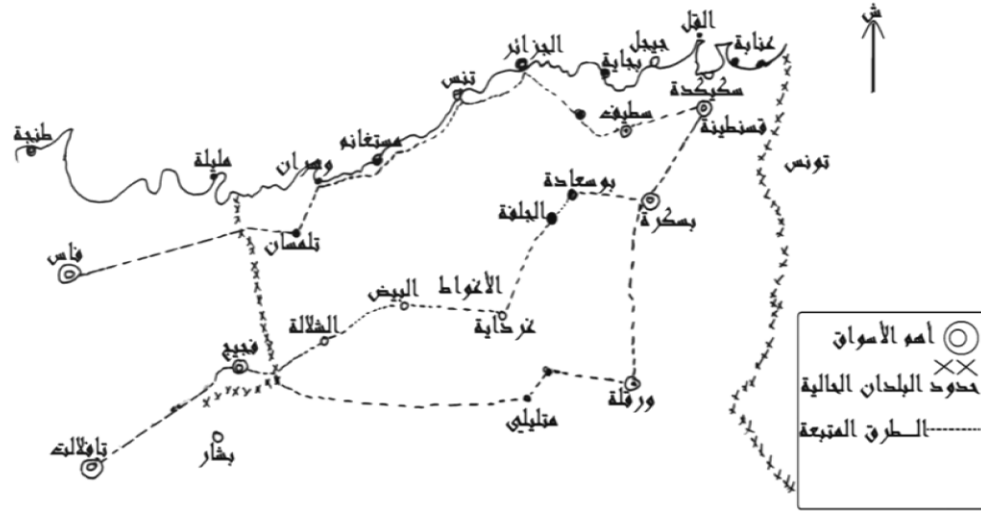 ش
القل
عنابة
جيجل
بجاية
الجزائر
سكيكدة
تنس
سطيف
قسنطينة
مستغانم
طنجة
مليلة
وهران
تونس
بوسعادة
الجلفة
بسكرة
تلمسان
فاس
الأغواط
البيض
غرداية
الشلالة
فجيج
ورقلة
متليلي
تافلالت
بشار
أهم الأسواق
حدود البلدان الحالية
الطرق المتبعة